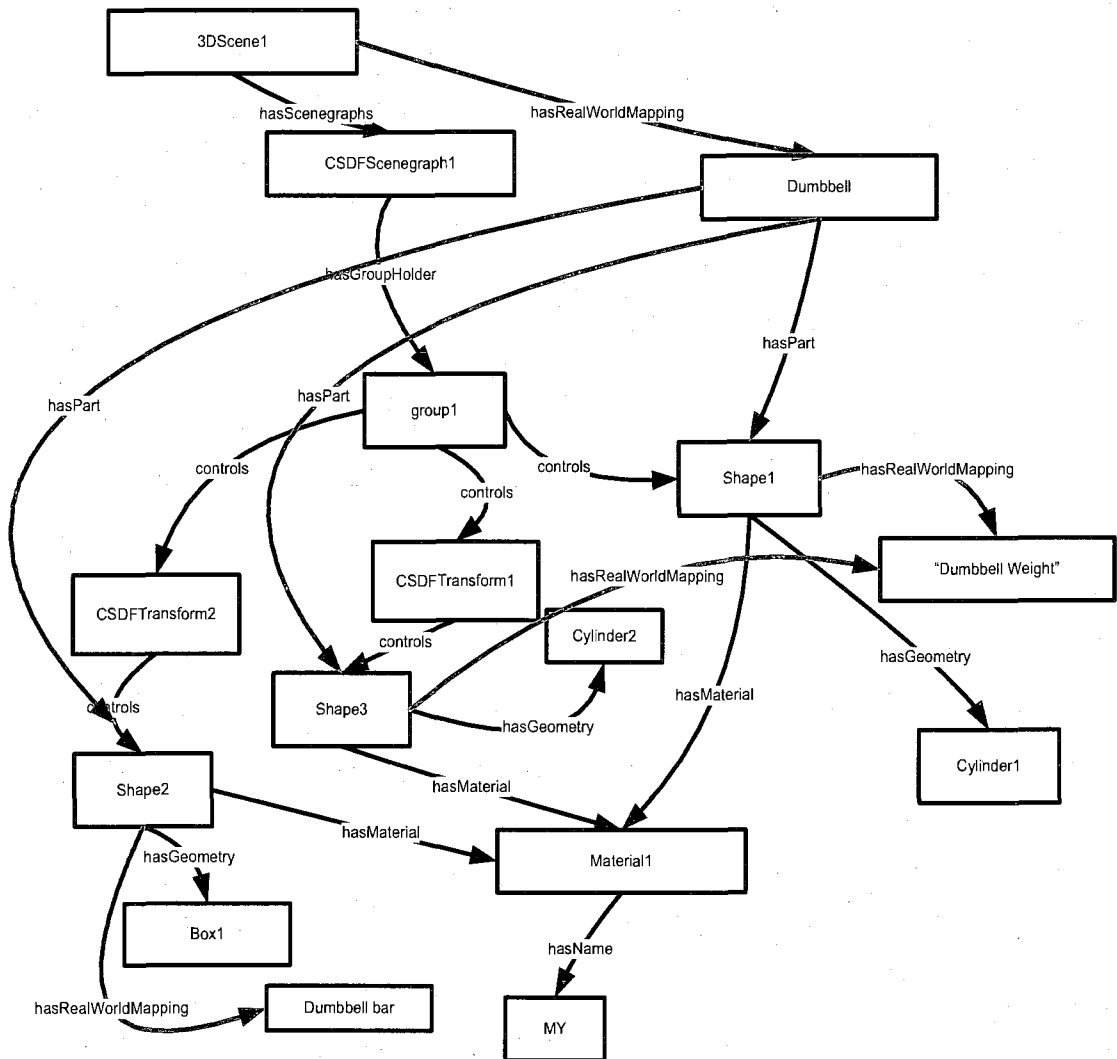 3DScene1
hasScenegraphs
hasRealWorldMapping
CSDFScenegraph1
Dumbbell
hasGroupHolder
hasPart
hasPart
hasPart
group1
controls
controls
controls
Shape1
hasRealWorldMapping
CSDFTransform2
CSDFTransform1
hasRealWorldMapping
"Dumbbell Weight"
controls
Cylinder2
hasGeometry
controls
Shape3
hasMaterial
hasGeometry
Cylinder1
Shape2
hasMaterial
hasMaterial
hasGeometry
Material1
Box1
hasName
hasRealWorldMapping
Dumbbell bar
MY